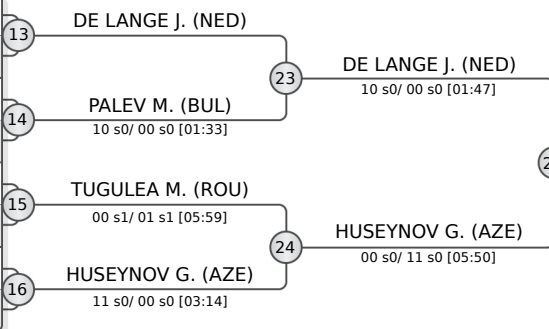 DE LANGE J. (NED)
13
23
DE LANGE J. (NED)
10 s0/ 00 s0 [01:47]
PALEV M. (BUL)
14
10 s0/ 00 s0 [01:33]
TUGULEA M. (ROU)
15
00 s1/ 01 s1 [05:59]
24
HUSEYNOV G. (AZE)
00 s0/ 11 s0 [05:50]
HUSEYNOV G. (AZE)
16
11 s0/ 00 s0 [03:14]